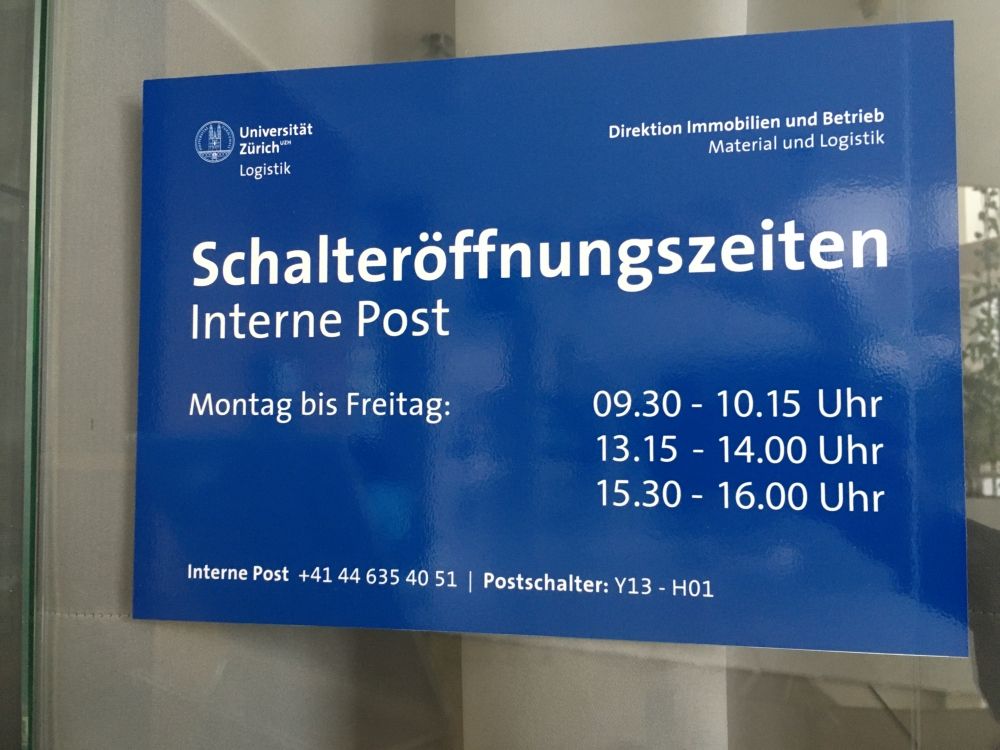 Universität
Zürich UZH
Logistik
Direktion Immobilien und Betrieb
Material und Logistik
Schalteröffnungszeiten
Interne Post
Montag bis Freitag: 09.30 - 10.15 Uhr
13.15 - 14.00 Uhr
15.30 - 16.00 Uhr
Interne Post +41 44 635 40 51 | Postschalter: Y13 - H01